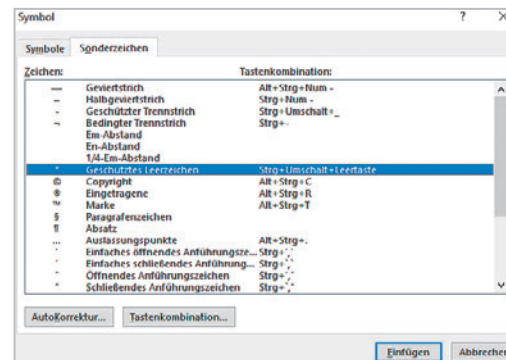 Symbol ? ×
Symbole Sonderzeichen
Zeichen: Tastenkombination:
— Geviertstrich Alt+Strg+Num -
– Halbgeviertstrich Strg+Num -
- Geschützter Trennstrich Strg+Umschalt+_
¬ Bedingter Trennstrich Strg+-
Em-Abstand
En-Abstand
1/4-Em-Abstand
° Geschütztes Leerzeichen Strg+Umschalt+Leertaste
© Copyright Alt+Strg+C
® Eingetragene Alt+Strg+R
™ Marke Alt+Strg+T
§ Paragrafenzeichen
¶ Absatz
... Auslassungspunkte Alt+Strg+.
Einfaches öffnendes Anführungsze... Strg+
Einfaches schließendes Anführung... Strg+
Öffnendes Anführungszeichen Strg+
Schließendes Anführungszeichen Strg+
AutoKorrektur... Tastenkombination...
Einfügen Abbrechen